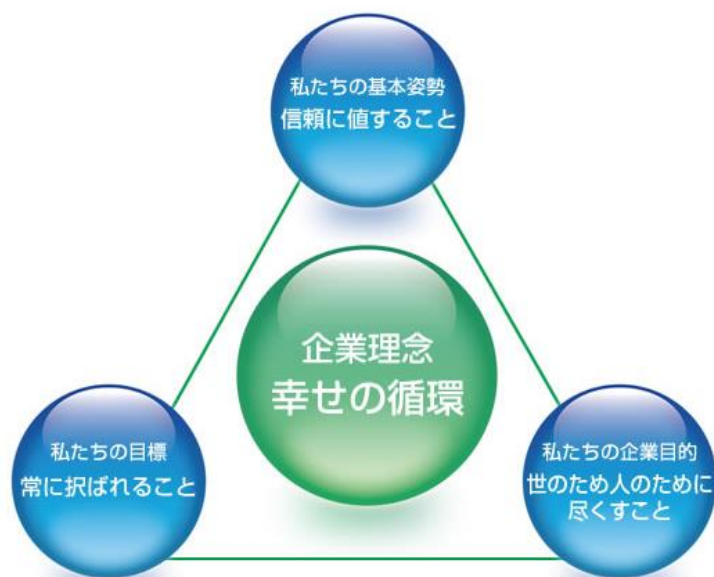 私たちの基本姿勢
信頼に値すること
企業理念
幸せの循環
私たちの目標
常に択ばれること
私たちの企業目的
世のため人のために
尽くすこと